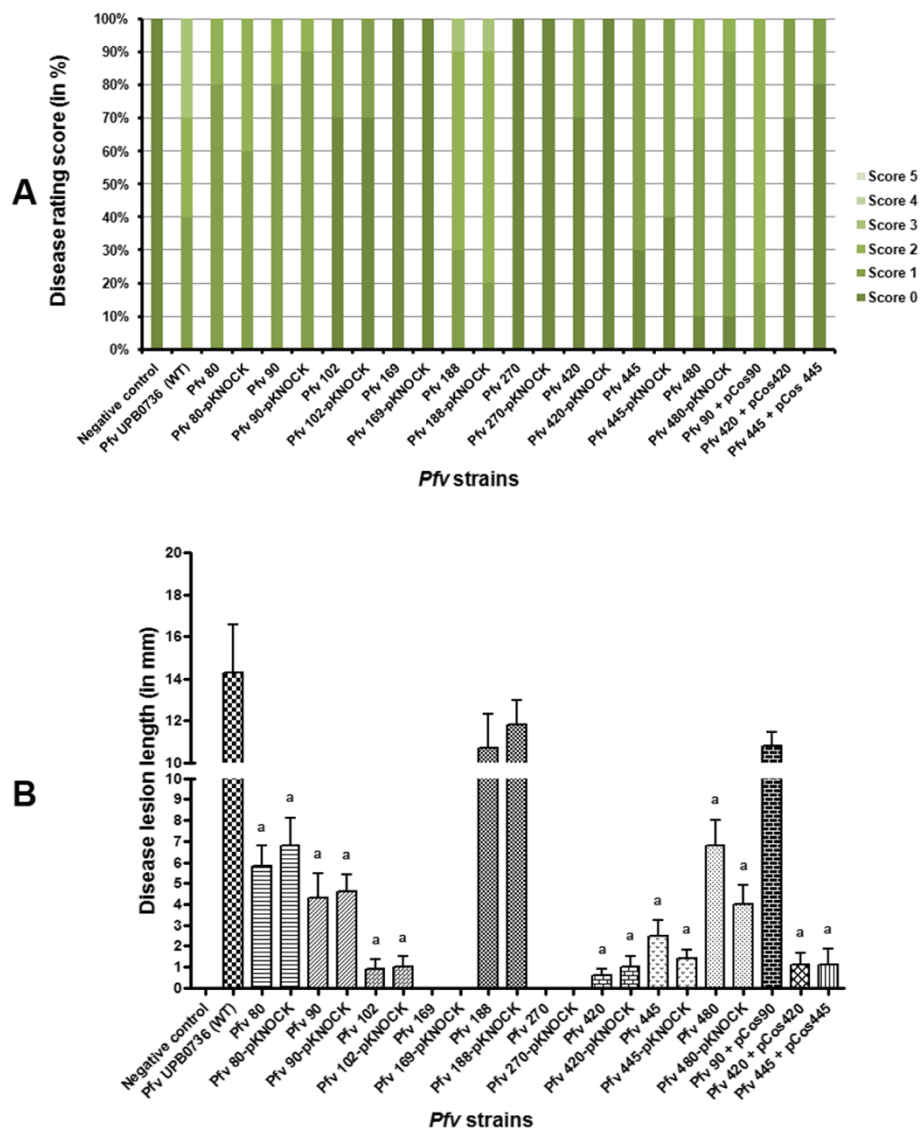 A
Disease rating score (in %)
100%
90%
80%
70%
60%
50%
40%
30%
20%
10%
0%
Score 5
Score 4
Score 3
Score 2
Score 1
Score 0
Negative control
Pfv UPB0736 (WT)
Pfv 80
Pfv 80-pKNOCK
Pfv 90
Pfv 90-pKNOCK
Pfv 102
Pfv 102-pKNOCK
Pfv 169
Pfv 169-pKNOCK
Pfv 188
Pfv 188-pKNOCK
Pfv 270
Pfv 270-pKNOCK
Pfv 420
Pfv 420-pKNOCK
Pfv 445
Pfv 445-pKNOCK
Pfv 480
Pfv 480-pKNOCK
Pfv 90 + pCos90
Pfv 420 + pCos420
Pfv 445 + pCos 445
Pfv strains
B
Disease lesion length (in mm)
20
18
16
14
12
10
10
9
8
7
6
5
4
3
2
1
0
a
a
a
a
a
a
a
a
a
a
a
a
a
a
Negative control
Pfv UPB0736 (WT)
Pfv 80
Pfv 80-pKNOCK
Pfv 90
Pfv 90-pKNOCK
Pfv 102
Pfv 102-pKNOCK
Pfv 169
Pfv 169-pKNOCK
Pfv 188
Pfv 188-pKNOCK
Pfv 270
Pfv 270-pKNOCK
Pfv 420
Pfv 420-pKNOCK
Pfv 445
Pfv 445-pKNOCK
Pfv 480
Pfv 480-pKNOCK
Pfv 90 + pCos90
Pfv 420 + pCos420
Pfv 445 + pCos445
Pfv strains